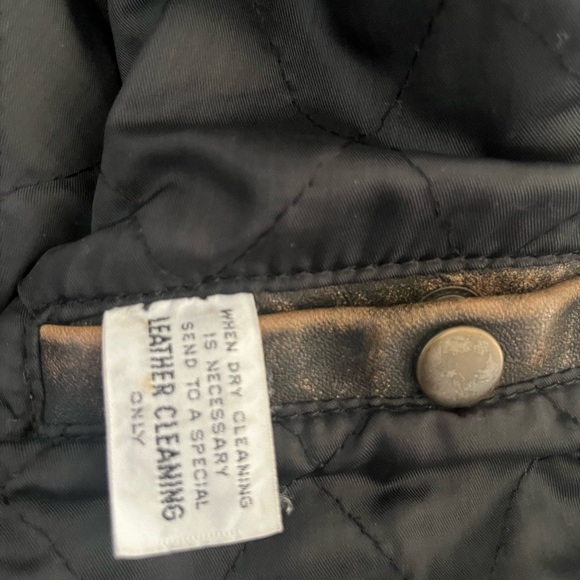 WHEN DRY CLEANING
IS NECESSARY
SEND TO A SPECIAL
LEATHER CLEANING
ONLY